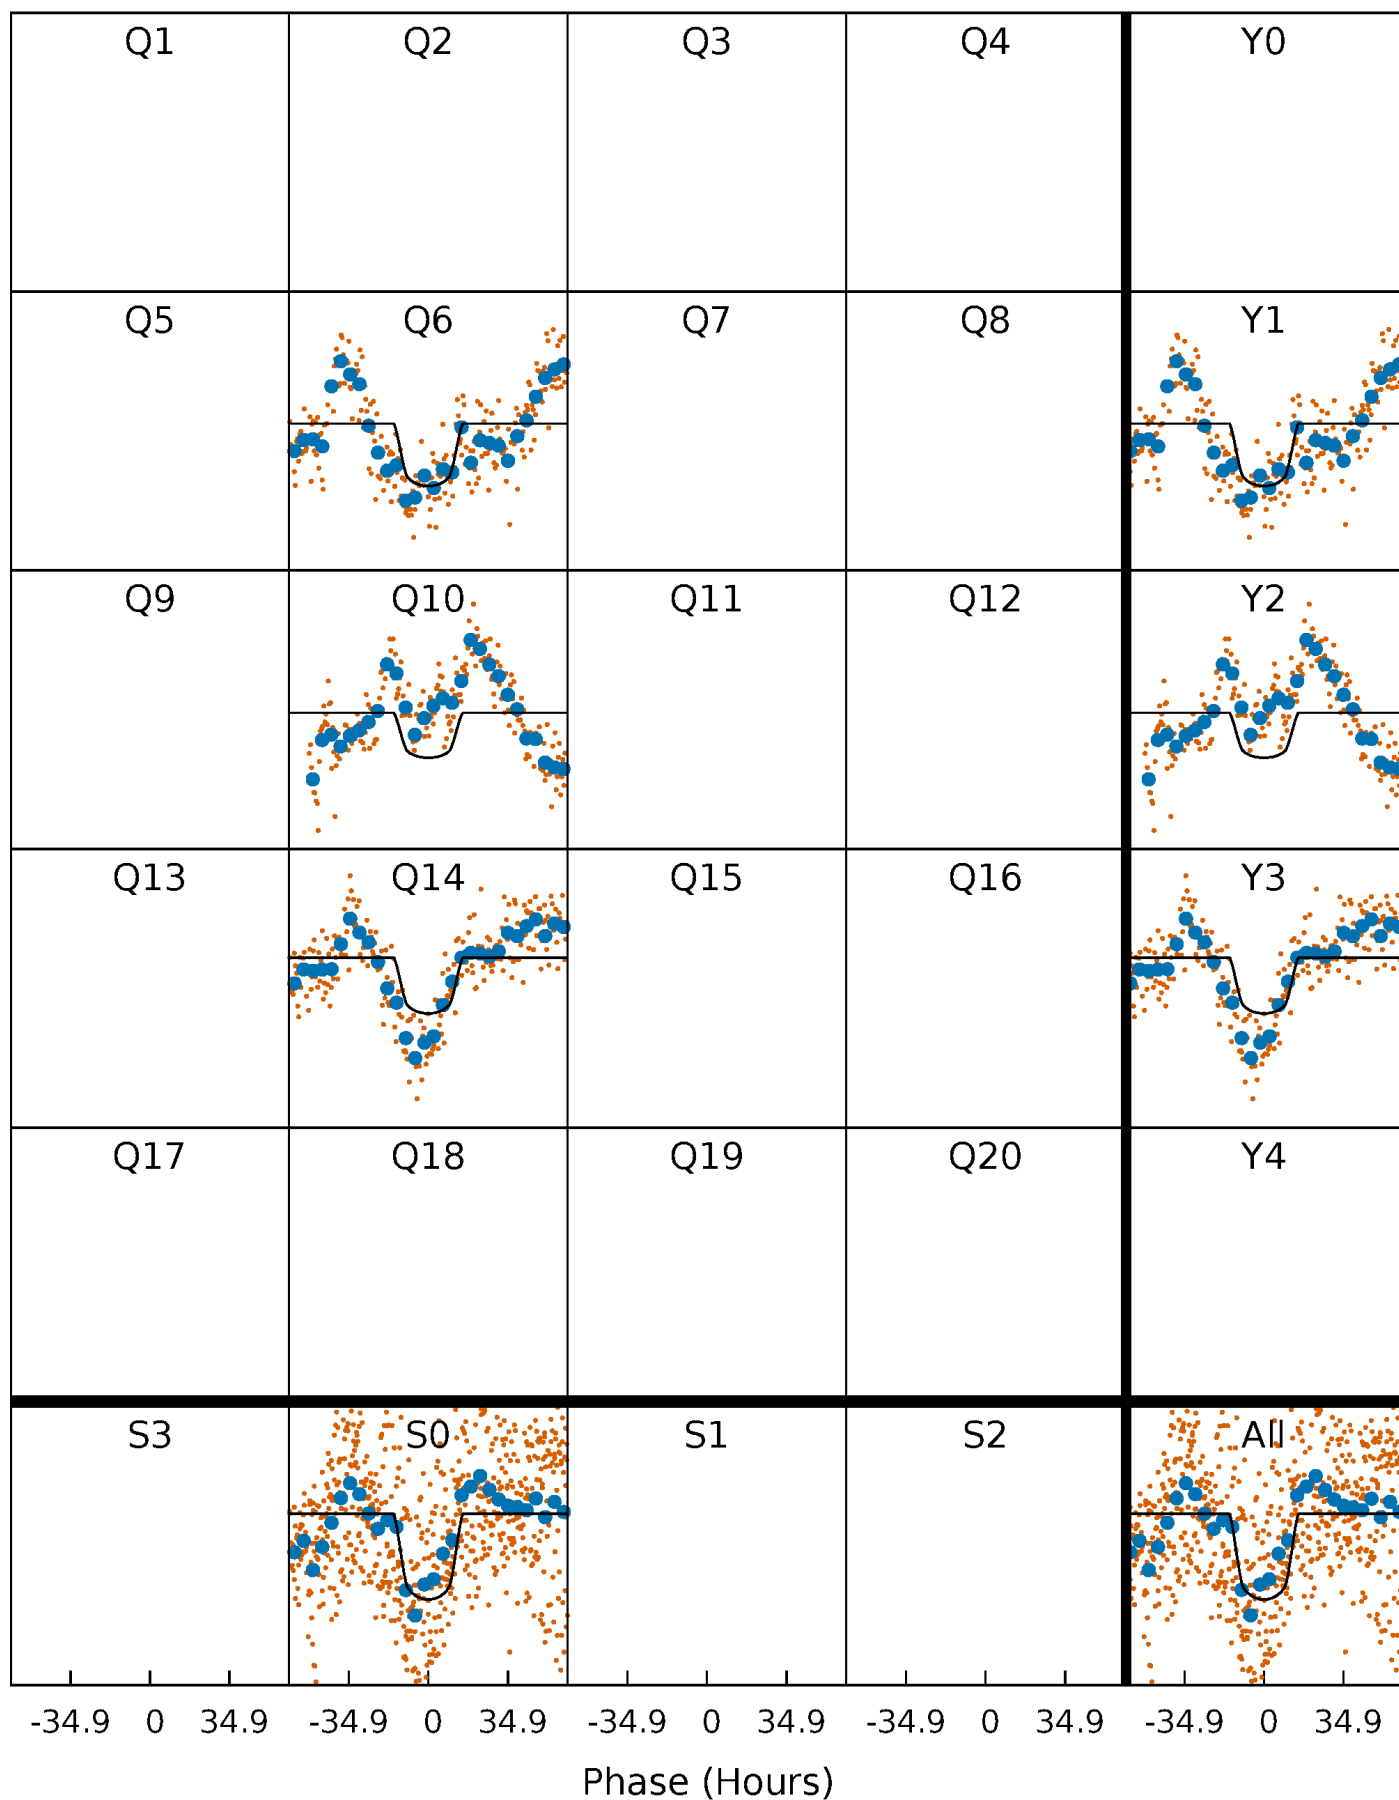 Q1 Q2 Q3 Q4 Y0
Q5 Q6 Q7 Q8 Y1
Q9 Q10 Q11 Q12 Y2
Q13 Q14 Q15 Q16 Y3
Q17 Q18 Q19 Q20 Y4
S3 S0 S1 S2 All
-34.9 0 34.9 -34.9 0 34.9 -34.9 0 34.9 -34.9 0 34.9 -34.9 0 34.9
Phase (Hours)